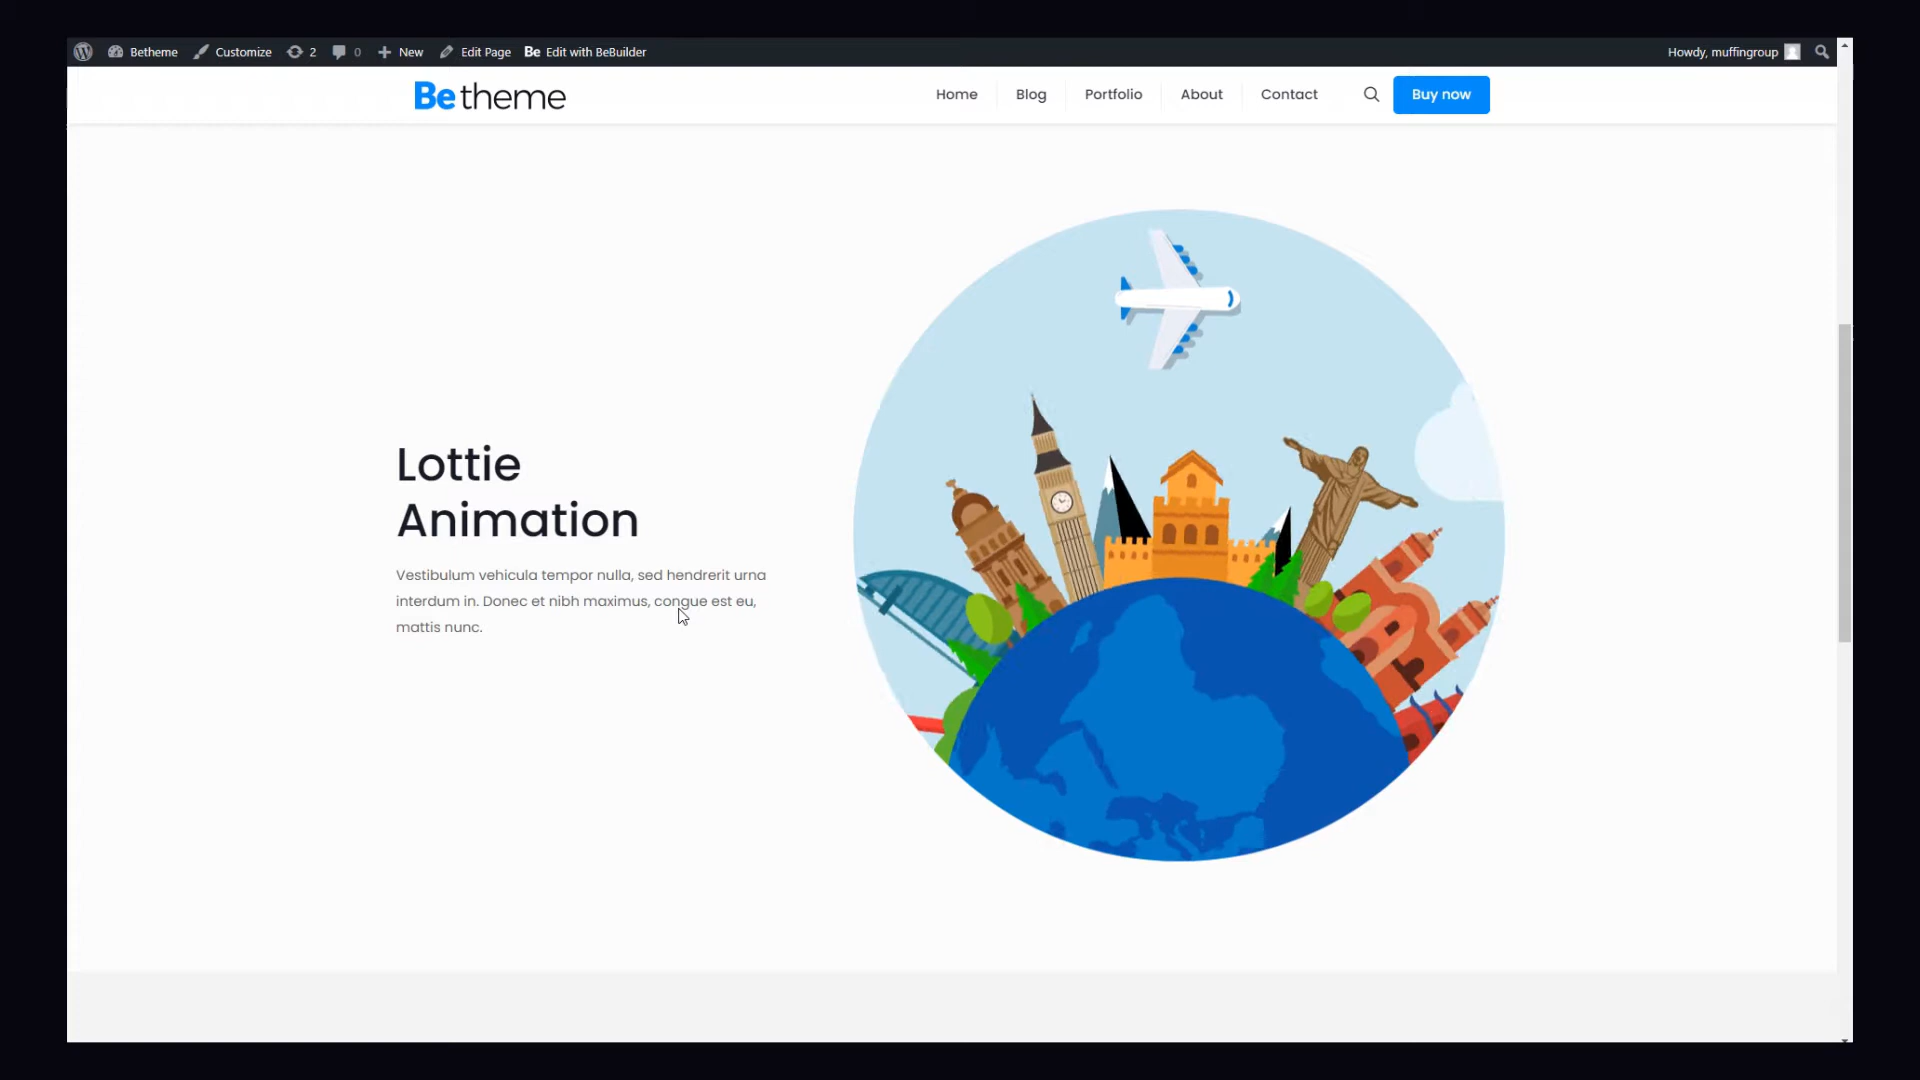 Betheme
Customize
2
0
New
Edit Page
Be Edit with BeBuilder
Howdy, muffingroup
Betheme
Home
Blog
Portfolio
About
Contact
Buy now
Lottie
Animation
Vestibulum vehicula tempor nulla, sed hendrerit urna
interdum in. Donec et nibh maximus, congue est eu,
mattis nunc.